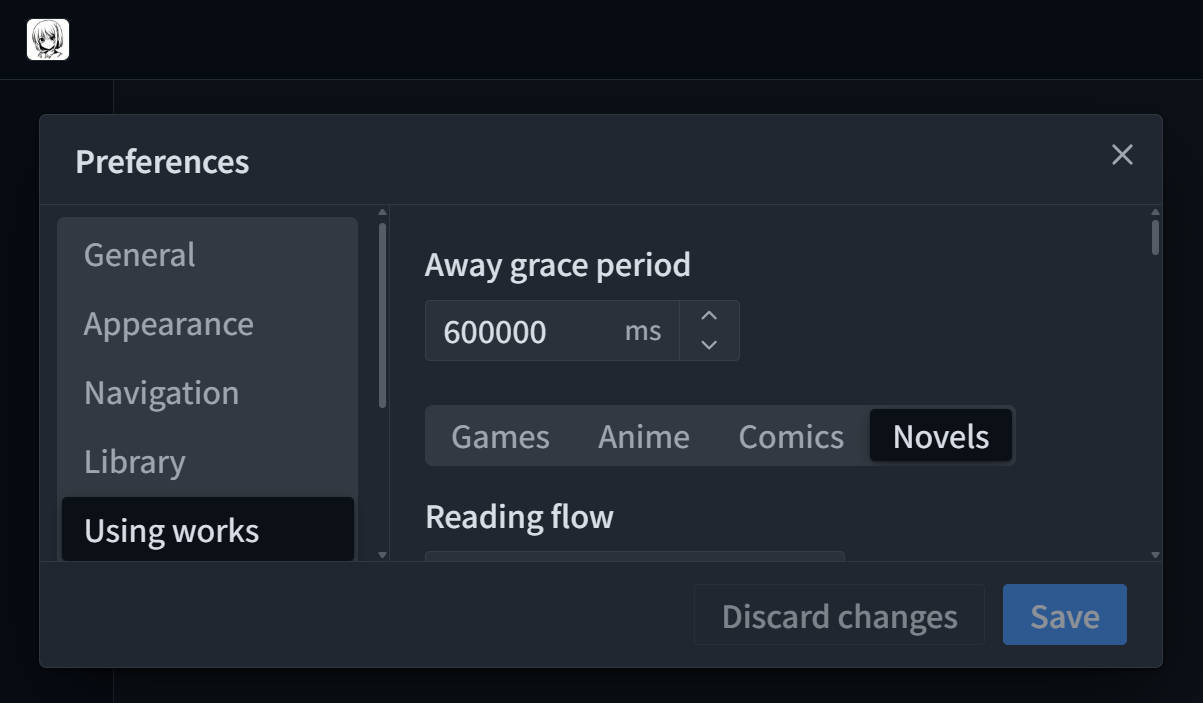 Preferences
General
Appearance
Navigation
Library
Using works
Away grace period
600000 ms
Games Anime Comics Novels
Reading flow
Discard changes Save